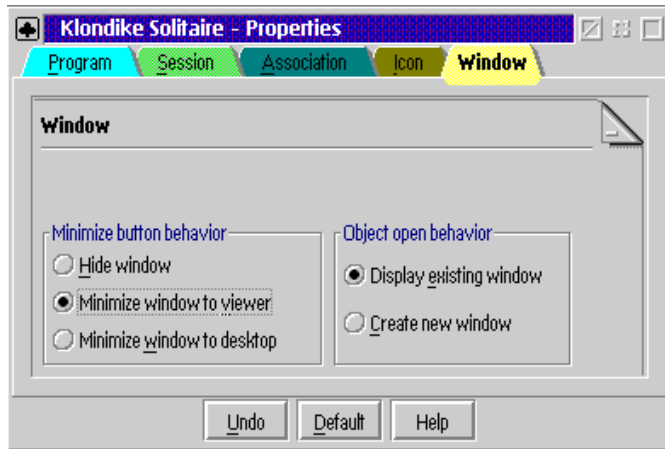 Klondike Solitaire - Properties
Program Session Association Icon Window
Window
Minimize button behavior
Hide window
Minimize window to viewer
Minimize window to desktop
Object open behavior
Display existing window
Create new window
Undo Default Help